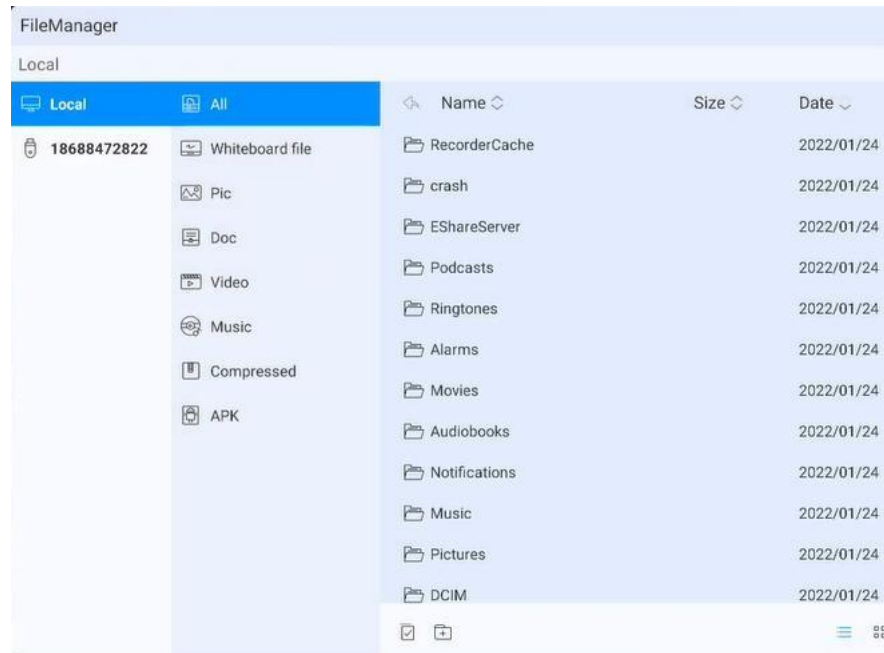 FileManager
Local
Local
18688472822
All
Whiteboard file
Pic
Doc
Video
Music
Compressed
APK
Name Size Date
RecorderCache 2022/01/24
crash 2022/01/24
EShareServer 2022/01/24
Podcasts 2022/01/24
Ringtones 2022/01/24
Alarms 2022/01/24
Movies 2022/01/24
Audiobooks 2022/01/24
Notifications 2022/01/24
Music 2022/01/24
Pictures 2022/01/24
DCIM 2022/01/24